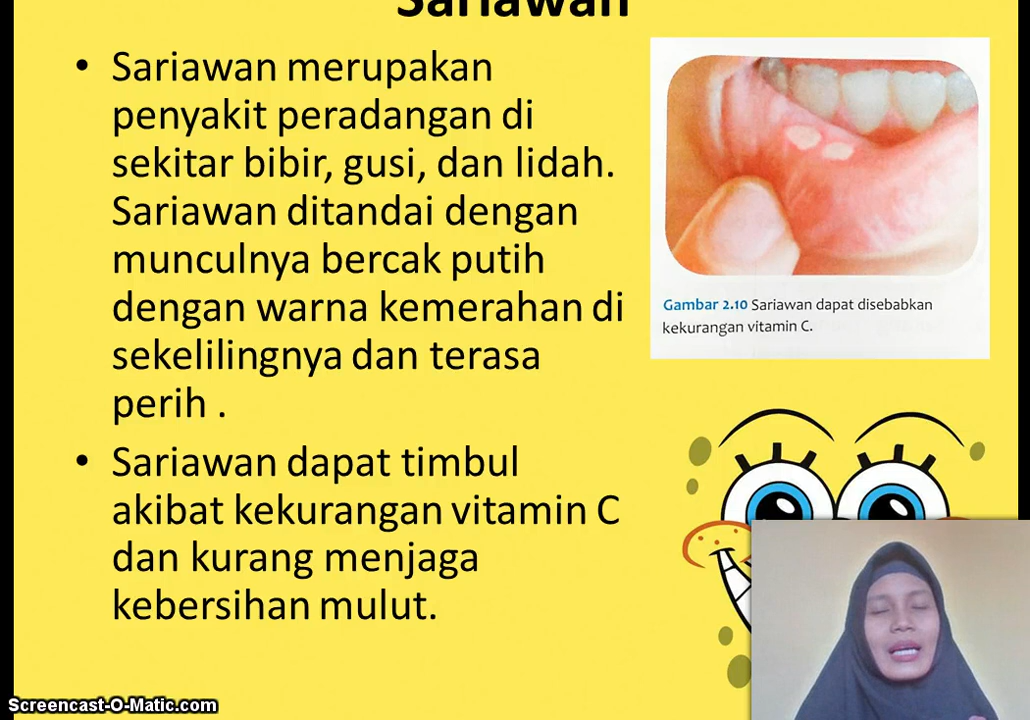 Sariawan
• Sariawan merupakan
penyakit peradangan di
sekitar bibir, gusi, dan lidah.
Sariawan ditandai dengan
munculnya bercak putih
dengan warna kemerahan di
sekelilingnya dan terasa
perih .
• Sariawan dapat timbul
akibat kekurangan vitamin C
dan kurang menjaga
kebersihan mulut.
Gambar 2.10 Sariawan dapat disebabkan
kekurangan vitamin C.
Screencast-O-Matic.com